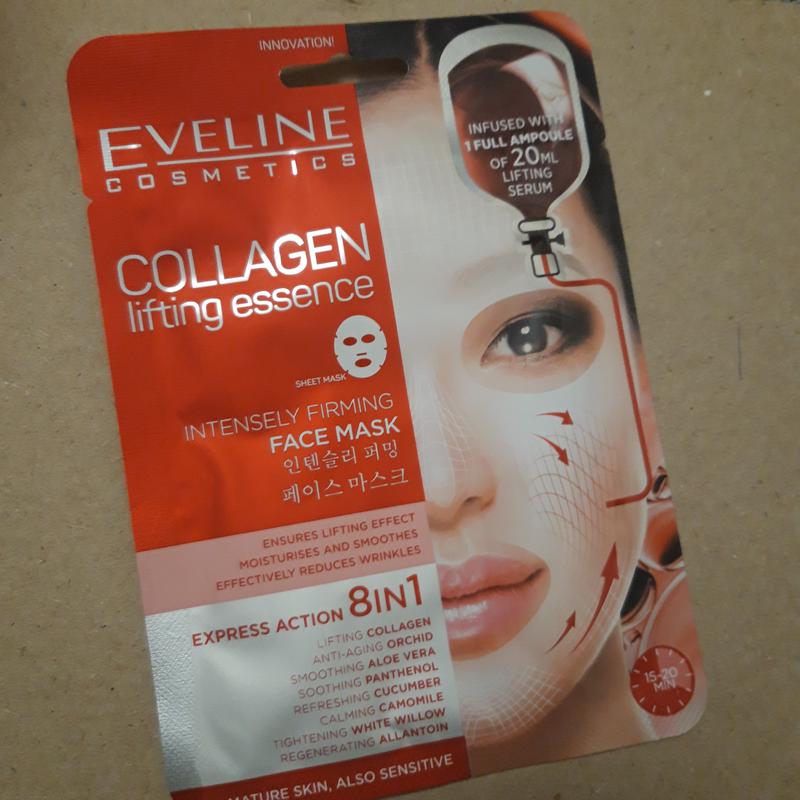 INNOVATION!
EVELINE
COSMETICS
COLLAGEN
lifting essence
SHEET MASK
INTENSELY FIRMING
FACE MASK
인텐슬리 퍼밍
페이스 마스크
ENSURES LIFTING EFFECT
MOISTURISES AND SMOOTHES
EFFECTIVELY REDUCES WRINKLES
EXPRESS ACTION 8IN1
LIFTING COLLAGEN
ANTI-AGING ORCHID
SMOOTHING ALOE VERA
SOOTHING PANTHENOL
REFRESHING CUCUMBER
CALMING CAMOMILE
TIGHTENING WHITE WILLOW
REGENERATING ALLANTOIN
MATURE SKIN, ALSO SENSITIVE
INFUSED WITH
1 FULL AMPOULE
OF 20ML
LIFTING
SERUM
15-20
MIN